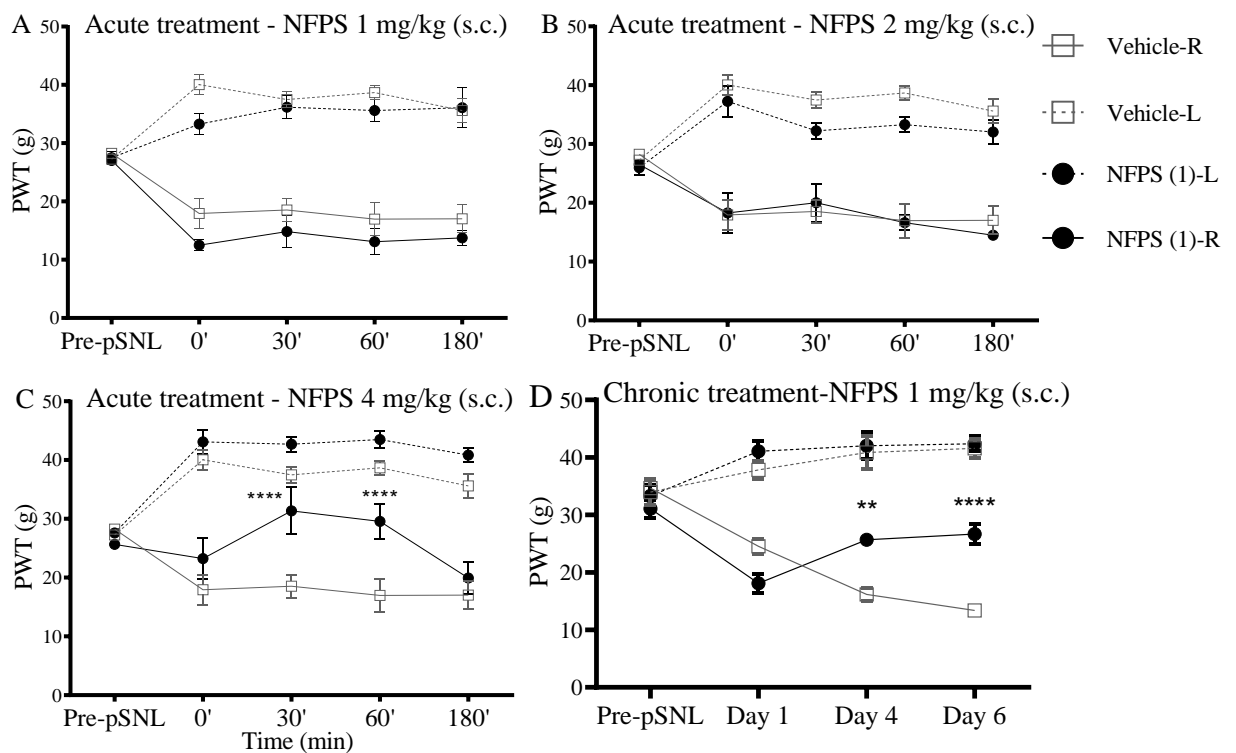 A Acute treatment - NFPS 1 mg/kg (s.c.)
50
40
30
20
10
0
PWT (g)
Pre-pSNL 0' 30' 60' 180'
B Acute treatment - NFPS 2 mg/kg (s.c.)
50
40
30
20
10
0
PWT (g)
Pre-pSNL 0' 30' 60' 180'
Vehicle-R
Vehicle-L
NFPS (1)-L
NFPS (1)-R
C Acute treatment - NFPS 4 mg/kg (s.c.)
50
40
30
20
10
0
PWT (g)
**** ****
Pre-pSNL 0' 30' 60' 180'
Time (min)
D Chronic treatment-NFPS 1 mg/kg (s.c.)
50
40
30
20
10
0
PWT (g)
** ****
Pre-pSNL Day 1 Day 4 Day 6